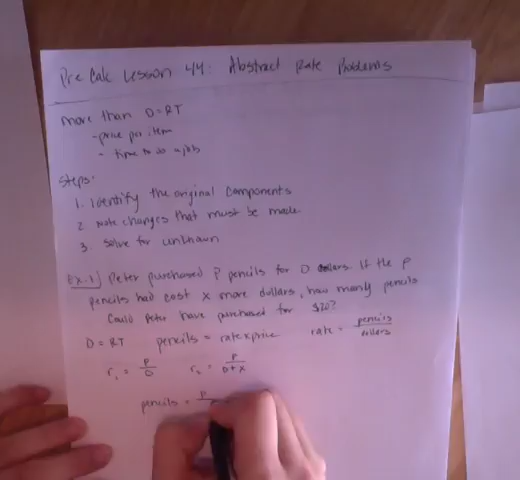 Pre Calc Lesson 44: Abstract Rate Problems
more than D=RT
- price per item
- time to do a job
Steps:
1. Identify the original components
2. Note changes that must be made
3. Solve for unknown
Ex.1) Peter purchased P pencils for D dollars. If the P
pencils had cost x more dollars, how many pencils
could Peter have purchased for $20?
D = RT pencils = rate x price rate = pencils / dollars
r₁ = P/D r₂ = P/D+x
pencils = P